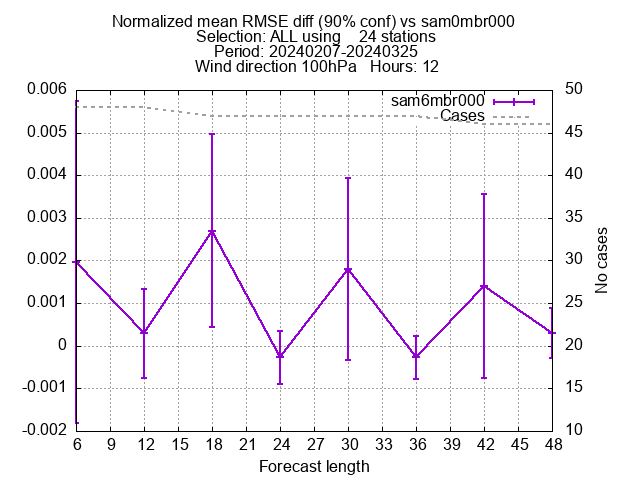 Normalized mean RMSE diff (90% conf) vs sam0mbr000
Selection: ALL using    24 stations
Period: 20240207-20240325
Wind direction 100hPa   Hours: 12
sam6mbr000
Cases
0.006
0.005
0.004
0.003
0.002
0.001
0
-0.001
-0.002
50
45
40
35
30
25
20
15
10
No cases
6 9 12 15 18 21 24 27 30 33 36 39 42 45 48
Forecast length